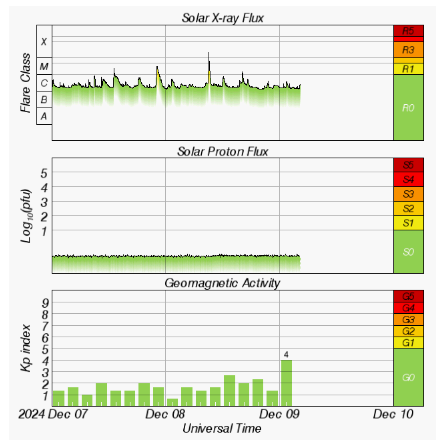 Solar X-ray Flux
Flare Class
X
M
C
B
A
R5
R3
R1
R0
Solar Proton Flux
Log10(pfu)
5
4
3
2
1
S5
S4
S3
S2
S1
S0
Geomagnetic Activity
Kp index
9
8
7
6
5
4
3
2
1
4
G5
G4
G3
G2
G1
G0
2024 Dec 07 Dec 08 Dec 09 Dec 10
Universal Time